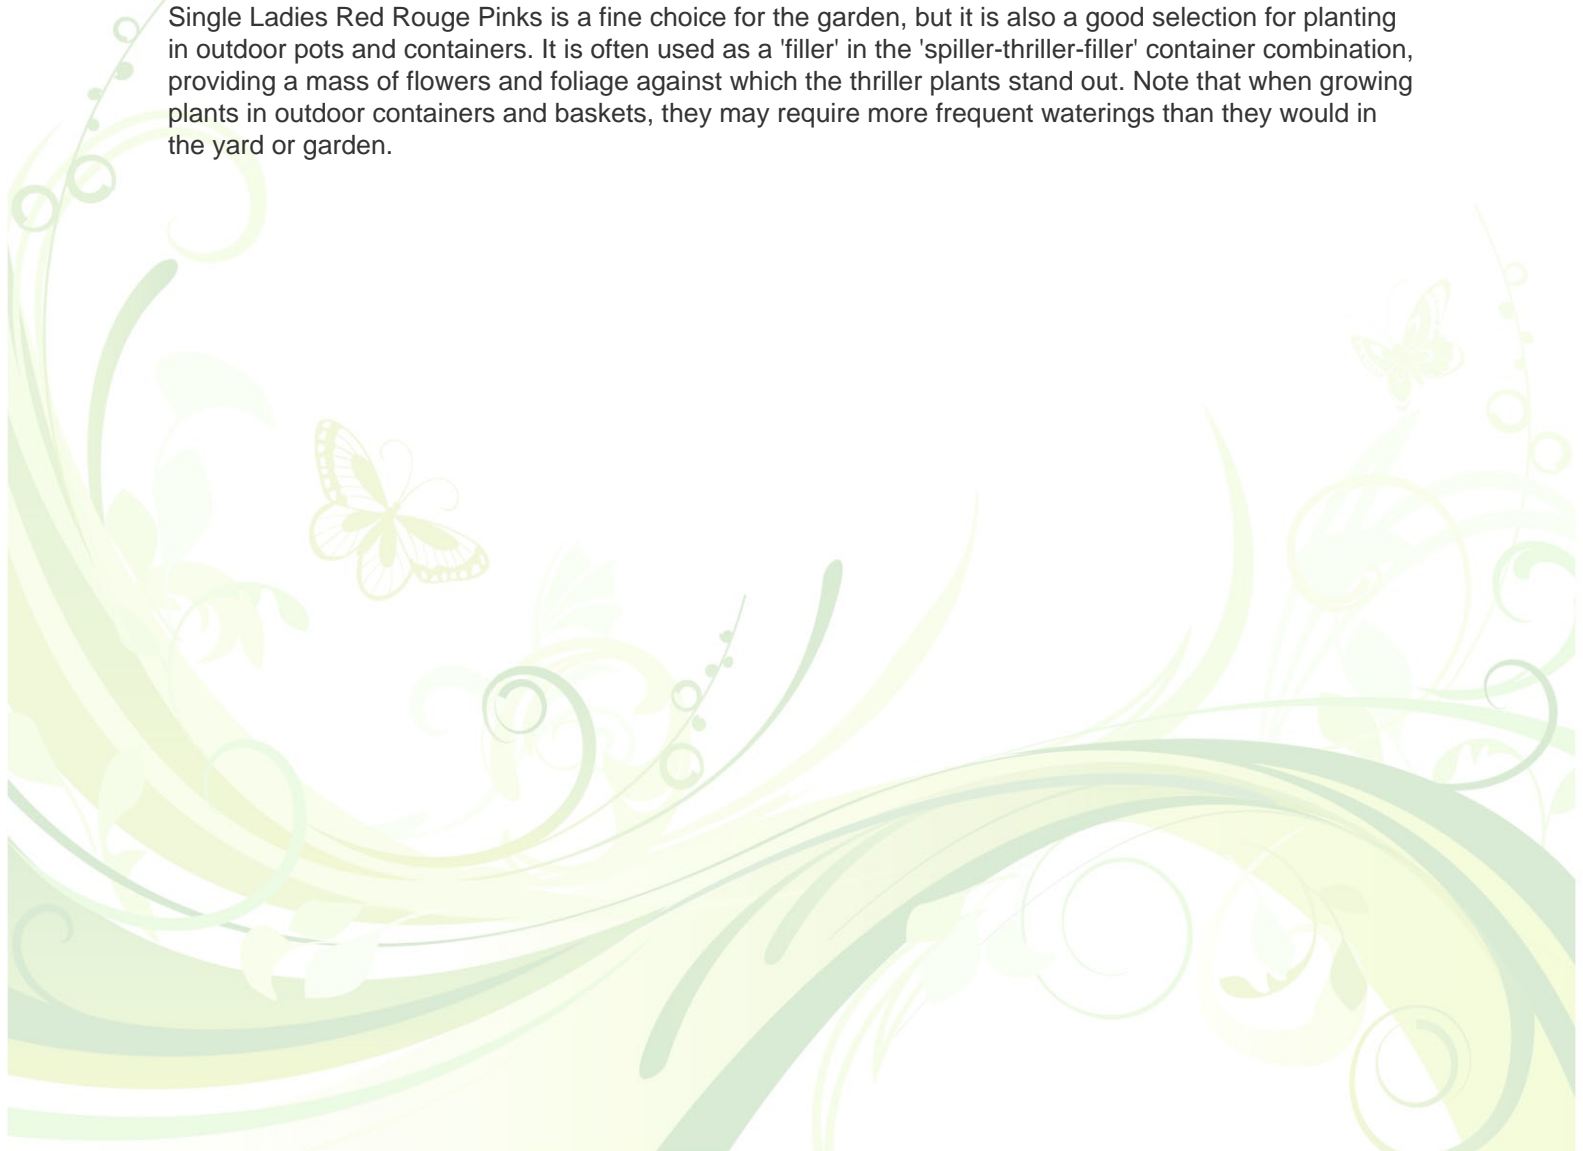 Single Ladies Red Rouge Pinks is a fine choice for the garden, but it is also a good selection for planting
in outdoor pots and containers. It is often used as a 'filler' in the 'spiller-thriller-filler' container combination,
providing a mass of flowers and foliage against which the thriller plants stand out. Note that when growing
plants in outdoor containers and baskets, they may require more frequent waterings than they would in
the yard or garden.